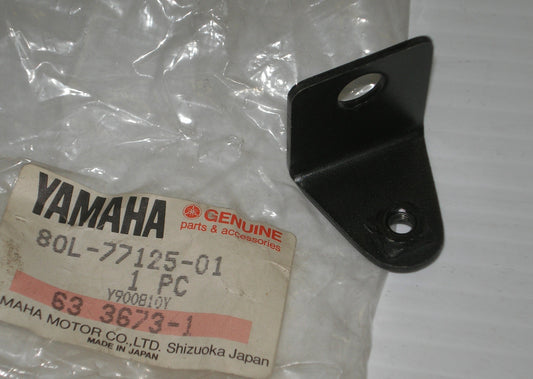 YAMAHA GENUINE
parts & accessories
80L-77125-01
1 PC
Y900810Y
63 3673-1
MAHA MOTOR CO.,LTD. Shizuoka Japan
MADE IN JAPAN